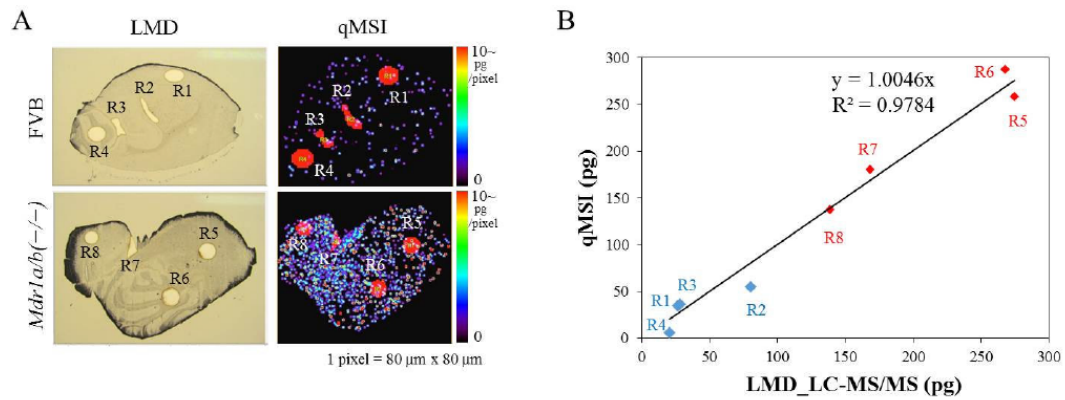 A
LMD
qMSI
B
FVB
R1
R2
R3
R4
R1
R2
R3
R4
10~
pg
/pixel
0
Mdr1a/b(−/−)
R5
R6
R7
R8
R5
R6
R7
R8
10~
pg
/pixel
0
1 pixel = 80 μm x 80 μm
qMSI (pg)
300
250
200
150
100
50
0
y = 1.0046x
R² = 0.9784
R6
R5
R7
R8
R1
R3
R2
R4
0 50 100 150 200 250 300
LMD_LC-MS/MS (pg)